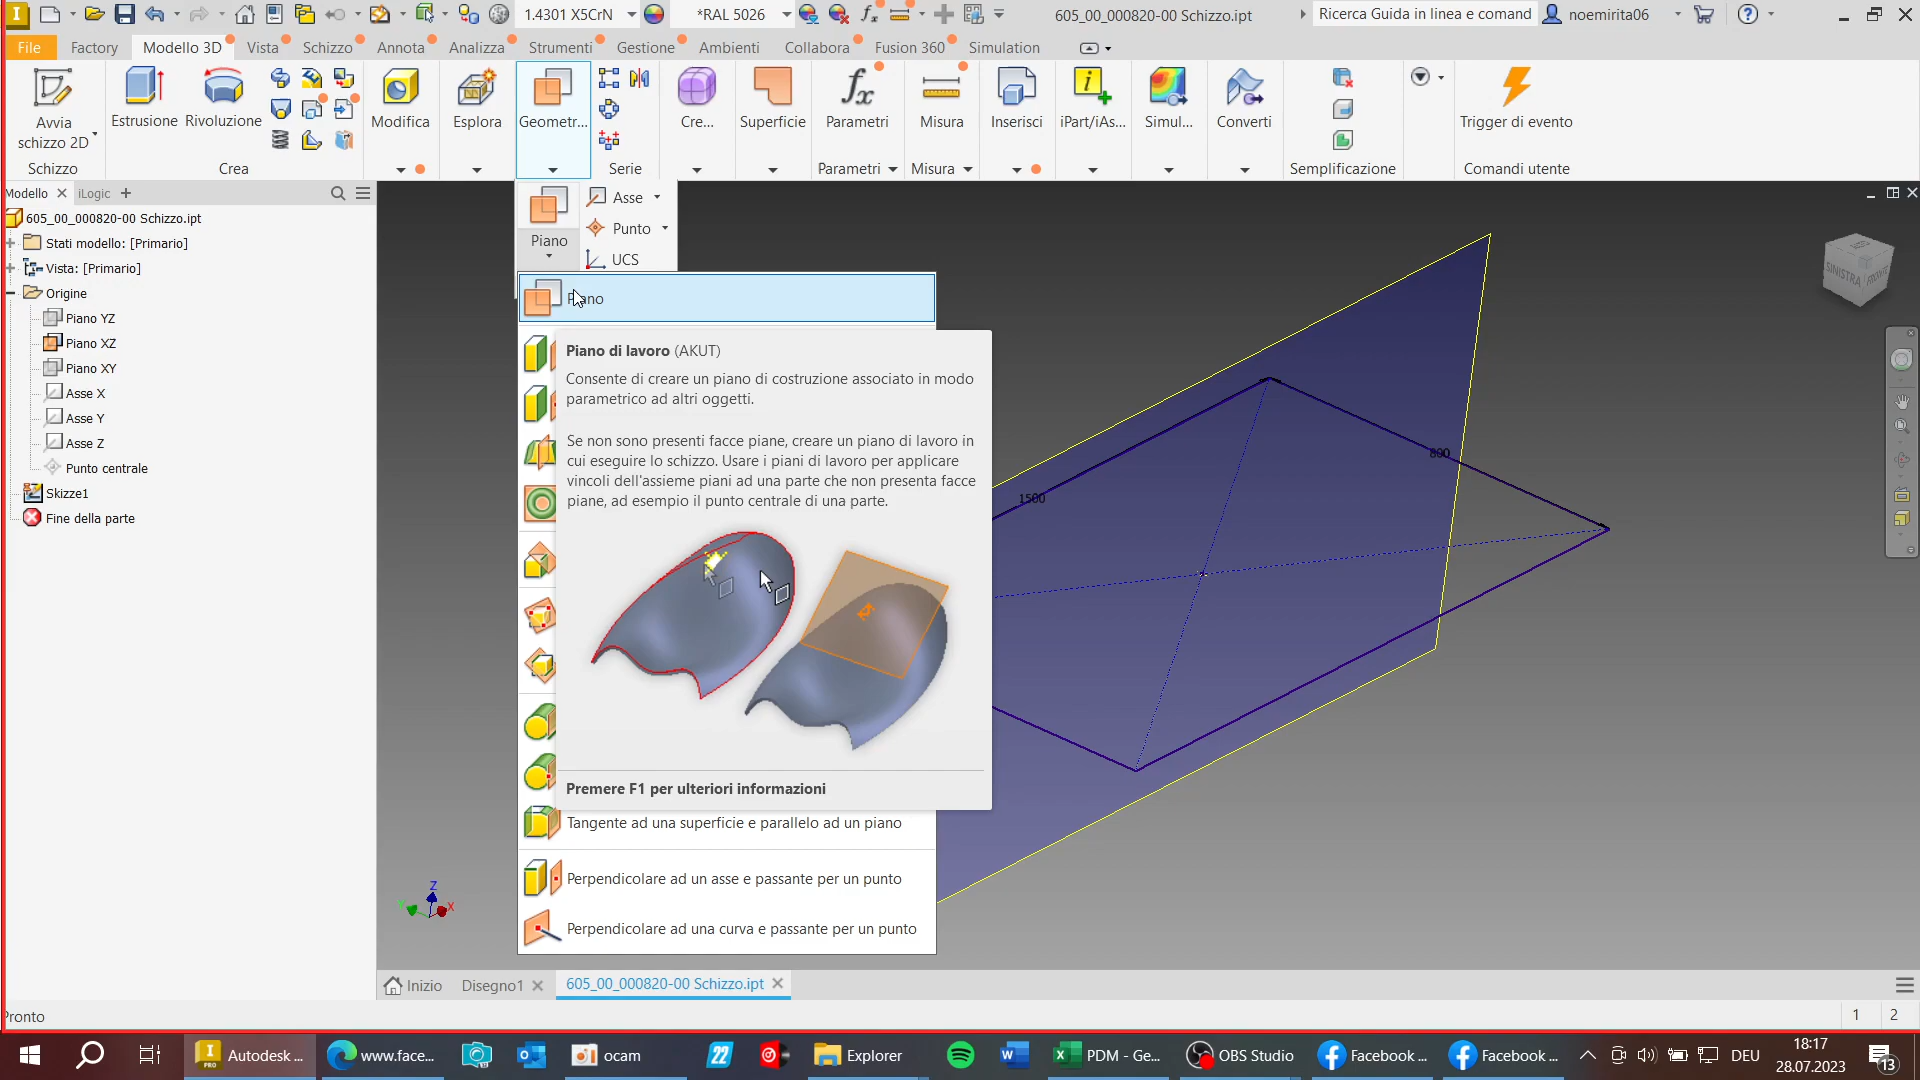 1.4301 X5CrN
*RAL 5026
605_00_000820-00 Schizzo.ipt
Ricerca Guida in linea e comand
noemirita06
File
Factory
Modello 3D
Vista
Schizzo
Annota
Analizza
Strumenti
Gestione
Ambienti
Collabora
Fusion 360
Simulation
Avvia
schizzo 2D
Estrusione
Rivoluzione
Modifica
Esplora
Geometr...
Cre...
Superficie
Parametri
Misura
Inserisci
iPart/iAs...
Simul...
Converti
Trigger di evento
Schizzo
Crea
Serie
Parametri
Misura
Semplificazione
Comandi utente
Modello
iLogic
605_00_000820-00 Schizzo.ipt
Stati modello: [Primario]
Vista: [Primario]
Origine
Piano YZ
Piano XZ
Piano XY
Asse X
Asse Y
Asse Z
Punto centrale
Skizze1
Fine della parte
Piano
Asse
Punto
UCS
Piano
Piano di lavoro (AKUT)
Consente di creare un piano di costruzione associato in modo
parametrico ad altri oggetti.
Se non sono presenti facce piane, creare un piano di lavoro in
cui eseguire lo schizzo. Usare i piani di lavoro per applicare
vincoli dell'assieme piani ad una parte che non presenta facce
piane, ad esempio il punto centrale di una parte.
Premere F1 per ulteriori informazioni
Tangente ad una superficie e parallelo ad un piano
Perpendicolare ad un asse e passante per un punto
Perpendicolare ad una curva e passante per un punto
1500
800
SINISTRA
Z
Y
X
Inizio
Disegno1
605_00_000820-00 Schizzo.ipt
Pronto
1
2
Autodesk ...
www.face...
ocam
22
Explorer
PDM - Ge...
OBS Studio
Facebook ...
Facebook ...
DEU
18:17
28.07.2023
13